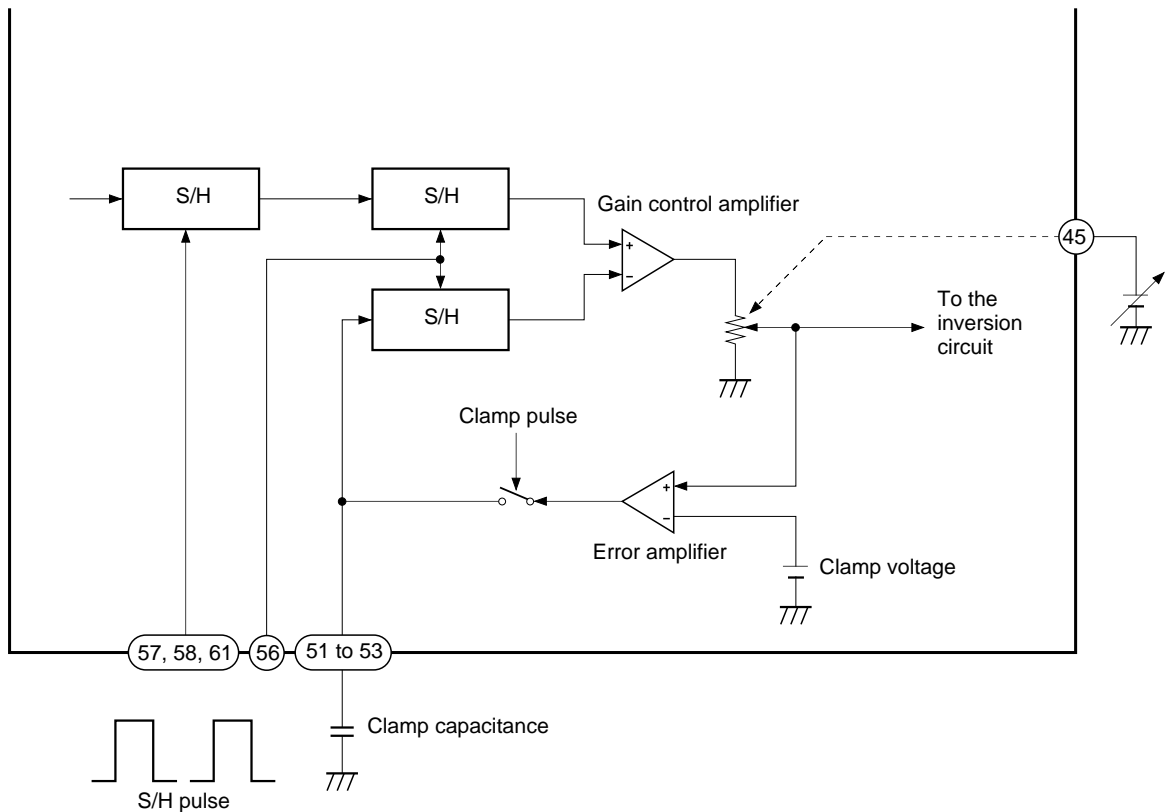 S/H
S/H
Gain control amplifier
+
−
45
S/H
To the
inversion
circuit
Clamp pulse
+
−
Error amplifier
Clamp voltage
57, 58, 61
56
51 to 53
Clamp capacitance
S/H pulse